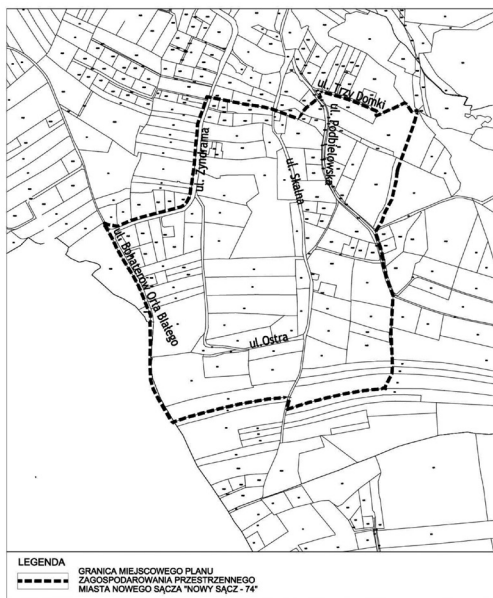 ul. Trzy Domki
ul. Podbielowska
ul. Zyndrama
ul. Skalna
ul. Bohaterów Orła Białego
ul. Ostra
LEGENDA
GRANICA MIEJSCOWEGO PLANU
ZAGOSPODAROWANIA PRZESTRZENNEGO
MIASTA NOWEGO SĄCZA "NOWY SĄCZ - 74"